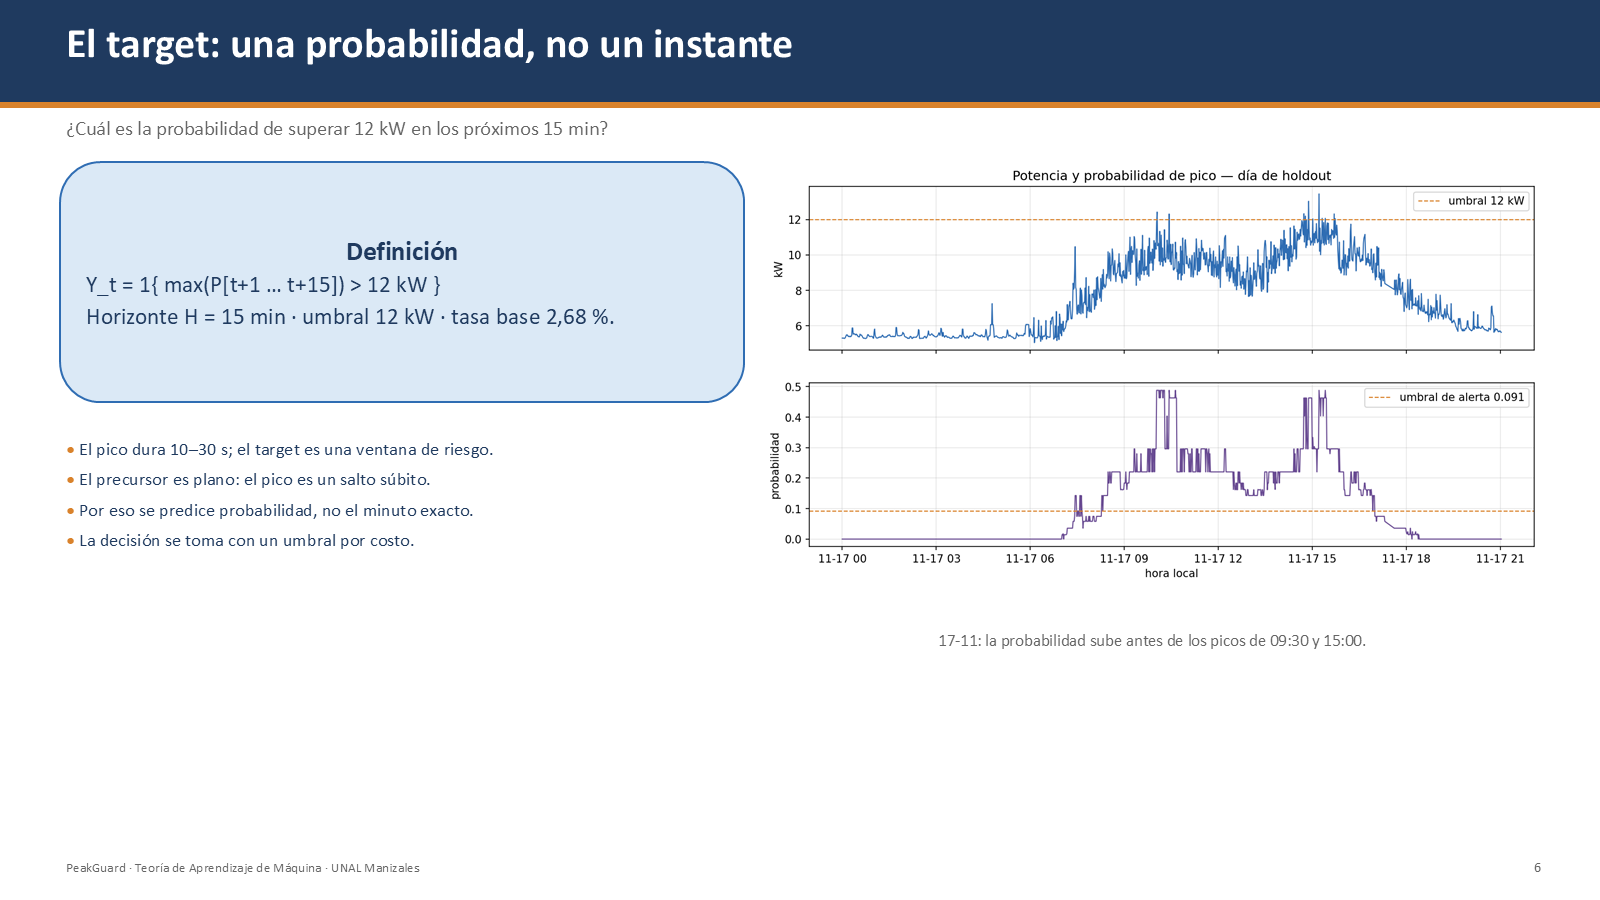 El target: una probabilidad, no un instante
¿Cuál es la probabilidad de superar 12 kW en los próximos 15 min?
Definición
Y_t = 1{ max(P[t+1 … t+15]) > 12 kW }
Horizonte H = 15 min · umbral 12 kW · tasa base 2,68 %.
• El pico dura 10–30 s; el target es una ventana de riesgo.
• El precursor es plano: el pico es un salto súbito.
• Por eso se predice probabilidad, no el minuto exacto.
• La decisión se toma con un umbral por costo.
Potencia y probabilidad de pico — día de holdout
umbral 12 kW
kW
12
10
8
6
umbral de alerta 0.091
probabilidad
0.5
0.4
0.3
0.2
0.1
0.0
11-17 00 11-17 03 11-17 06 11-17 09 11-17 12 11-17 15 11-17 18 11-17 21
hora local
17-11: la probabilidad sube antes de los picos de 09:30 y 15:00.
PeakGuard · Teoría de Aprendizaje de Máquina · UNAL Manizales
6